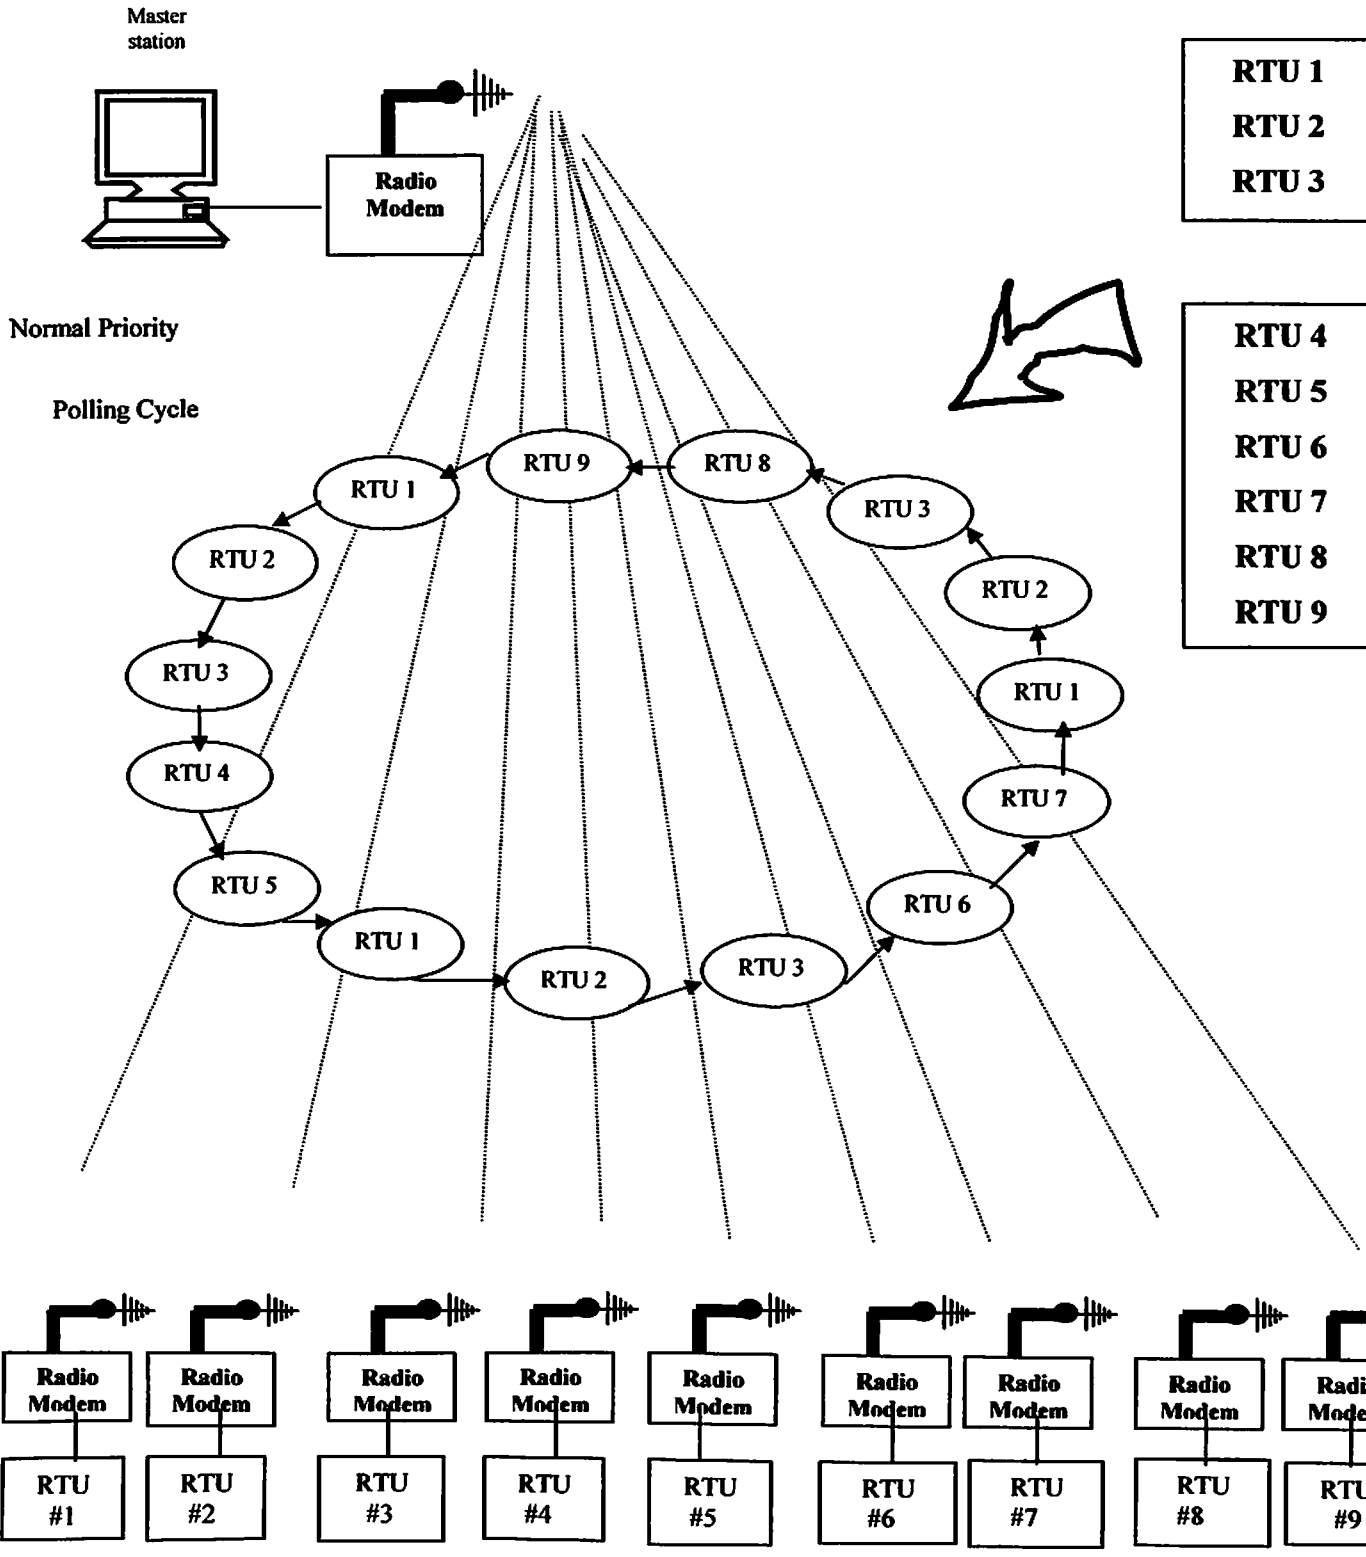 Master
station
Radio
Modem
RTU 1
RTU 2
RTU 3
Normal Priority
Polling Cycle
RTU 4
RTU 5
RTU 6
RTU 7
RTU 8
RTU 9
RTU 9
RTU 8
RTU 1
RTU 3
RTU 2
RTU 2
RTU 3
RTU 1
RTU 4
RTU 7
RTU 5
RTU 6
RTU 1
RTU 2
RTU 3
Radio
Modem
Radio
Modem
Radio
Modem
Radio
Modem
Radio
Modem
Radio
Modem
Radio
Modem
Radio
Modem
RTU
#1
RTU
#2
RTU
#3
RTU
#4
RTU
#5
RTU
#6
RTU
#7
RTU
#8
#9